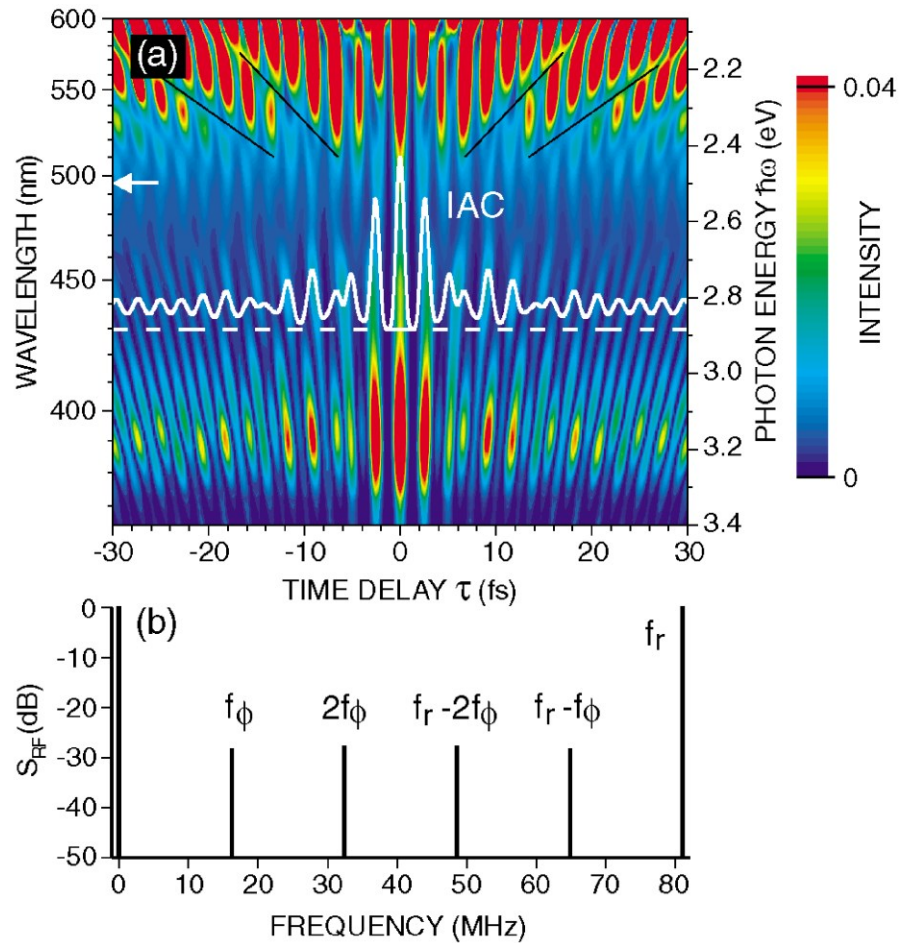 (a)
IAC
600
550
500
450
400
WAVELENGTH (nm)
2.2
2.4
2.6
2.8
3.0
3.2
3.4
PHOTON ENERGY ħω (eV)
0.04
0
INTENSITY
-30 -20 -10 0 10 20 30
TIME DELAY τ (fs)
(b)
0
-10
-20
-30
-40
-50
S_RF (dB)
f_ϕ 2f_ϕ f_r -2f_ϕ f_r -f_ϕ f_r
0 10 20 30 40 50 60 70 80
FREQUENCY (MHz)